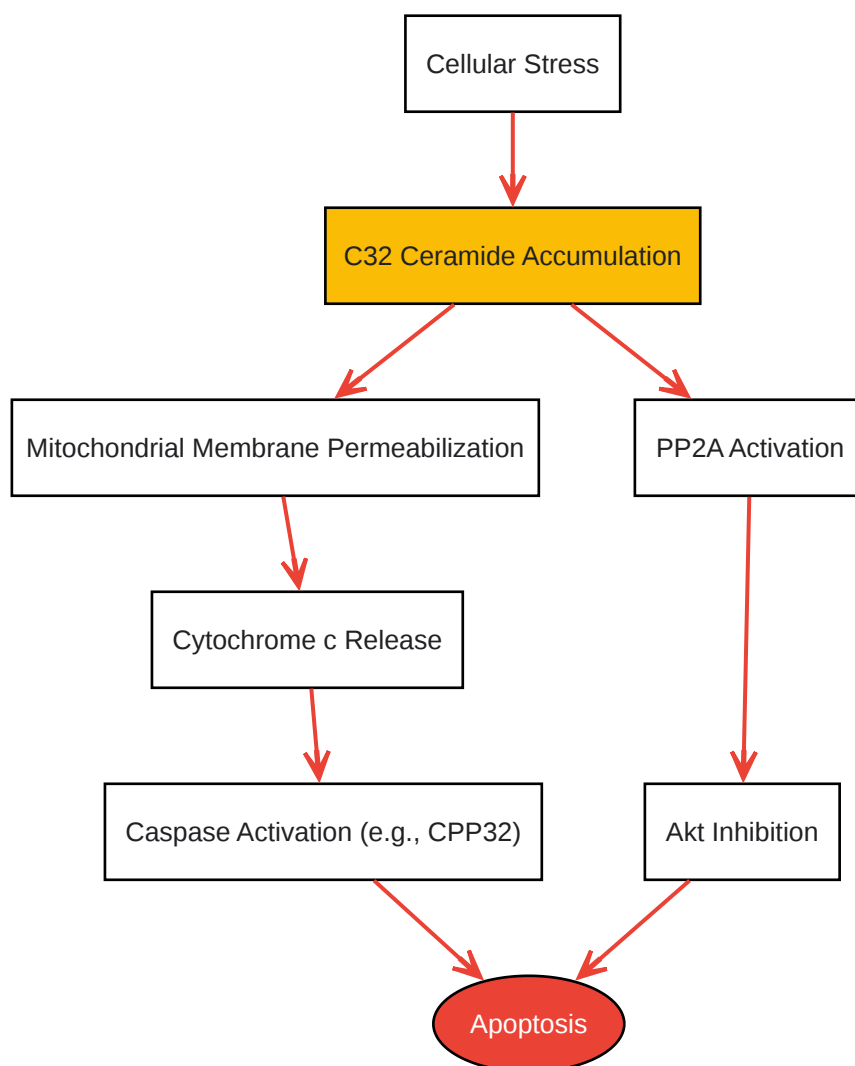 Cellular Stress
C32 Ceramide Accumulation
Mitochondrial Membrane Permeabilization
PP2A Activation
Cytochrome c Release
Caspase Activation (e.g., CPP32)
Akt Inhibition
Apoptosis